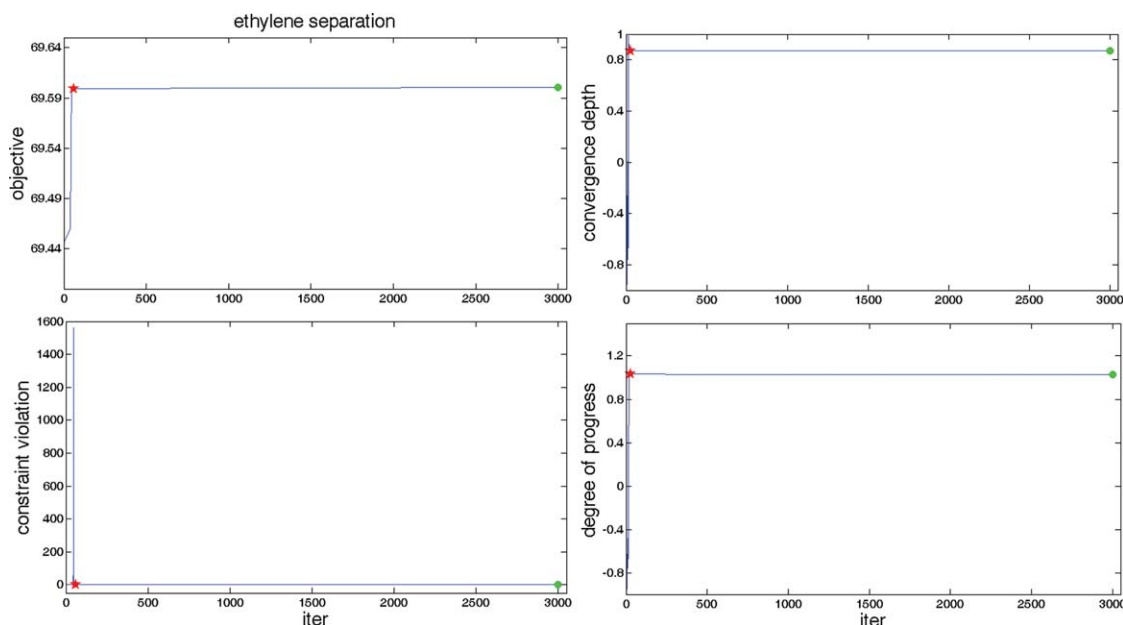 ethylene separation
objective
69.64
69.59
69.54
69.49
69.44
0 500 1000 1500 2000 2500 3000
convergence depth
1
0.8
0.4
0
-0.4
-0.8
0 500 1000 1500 2000 2500 3000
constraint violation
1600
1400
1200
1000
800
600
400
200
0
0 500 1000 1500 2000 2500 3000
iter
degree of progress
1.2
0.8
0.4
0
-0.4
-0.8
0 500 1000 1500 2000 2500 3000
iter